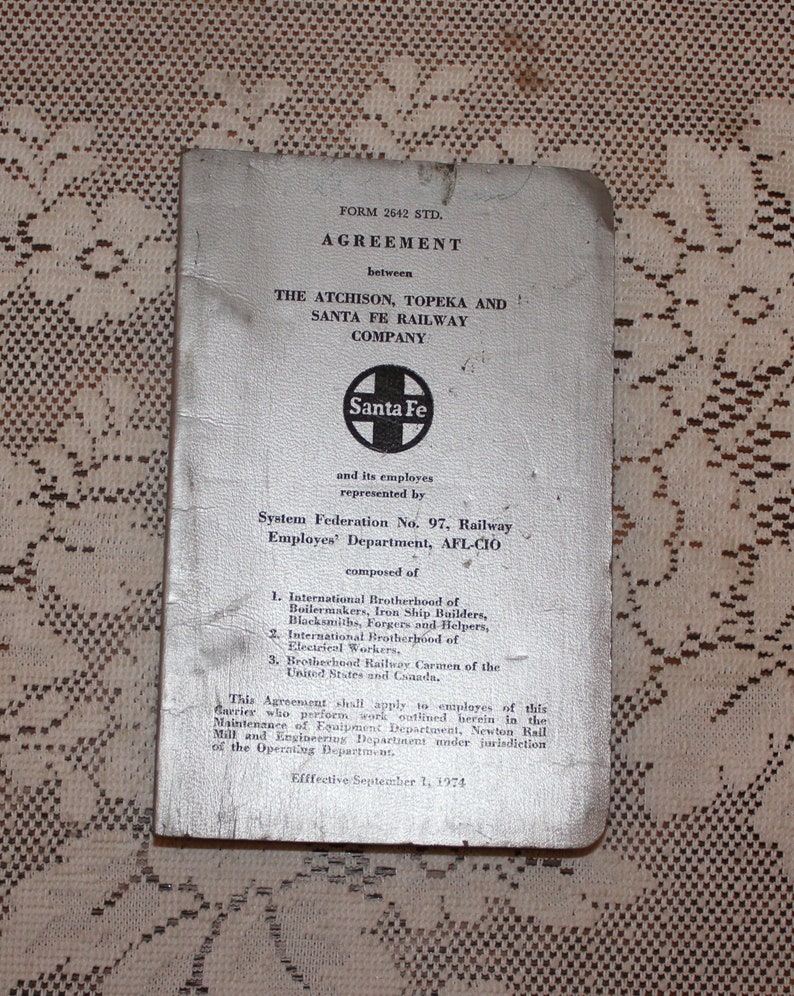 FORM 2642 STD.
AGREEMENT
between
THE ATCHISON, TOPEKA AND
SANTA FE RAILWAY
COMPANY
Santa Fe
and its employes
represented by
System Federation No. 97, Railway
Employes' Department, AFL-CIO
composed of
1. International Brotherhood of
Boilermakers, Iron Ship Builders,
Blacksmiths, Forgers and Helpers,
2. International Brotherhood of
Electrical Workers,
3. Brotherhood Railway Carmen of the
United States and Canada.
This Agreement shall apply to employes of this
Carrier who perform work outlined herein in the
Maintenance of Equipment Department, Newton Rail
Mill and Engineering Department under jurisdiction
of the Operating Department.
Efffective September 1, 1974